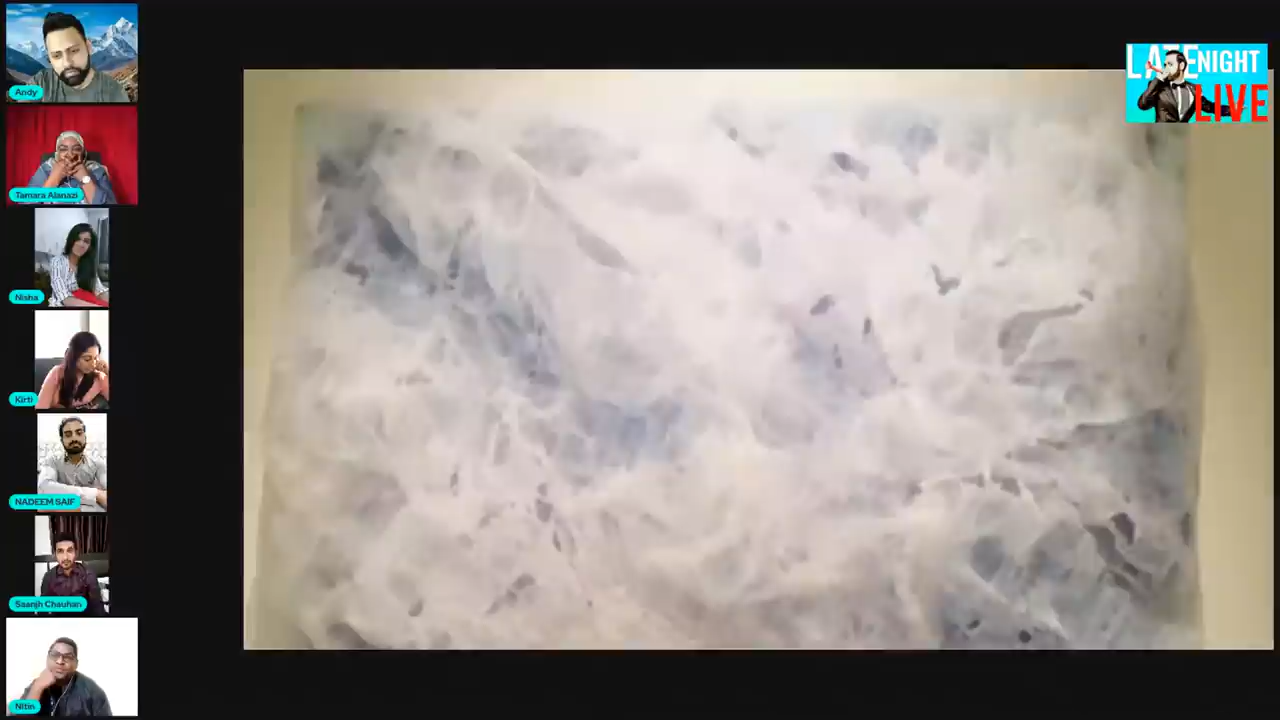 Andy
Tamara Alanazi
Nisha
Kirti
NADEEM SAIF
Saanjh Chauhan
Nitin
LATE NIGHT
LIVE